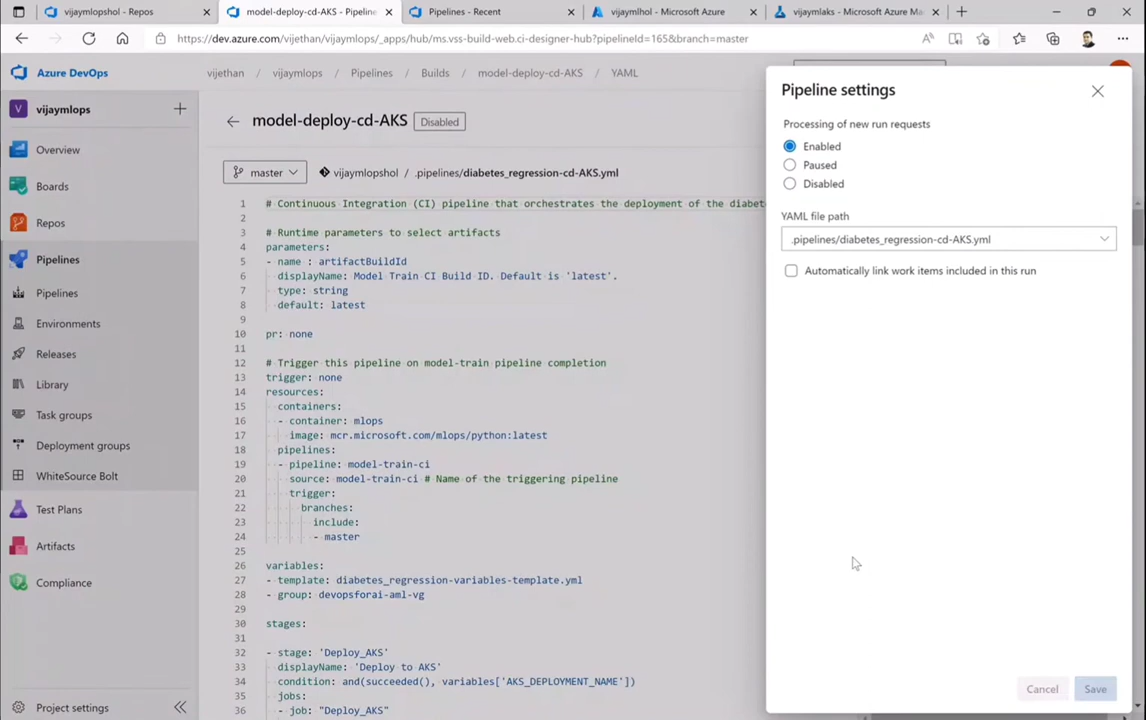 vijaymlopshol - Repos
model-deploy-cd-AKS - Pipeline
Pipelines - Recent
vijaymlhol - Microsoft Azure
vijaymlaks - Microsoft Azure Ma
https://dev.azure.com/vijethan/vijaymlops/_apps/hub/ms.vss-build-web.ci-designer-hub?pipelineId=165&branch=master
Azure DevOps
vijethan / vijaymlops / Pipelines / Builds / model-deploy-cd-AKS / YAML
V vijaymlops
Overview
Boards
Repos
Pipelines
Pipelines
Environments
Releases
Library
Task groups
Deployment groups
WhiteSource Bolt
Test Plans
Artifacts
Compliance
Project settings
model-deploy-cd-AKS Disabled
master vijaymlopshol / .pipelines/diabetes_regression-cd-AKS.yml
1 # Continuous Integration (CI) pipeline that orchestrates the deployment of the diabet
2
3 # Runtime parameters to select artifacts
4 parameters:
5 - name : artifactBuildId
6 displayName: Model Train CI Build ID. Default is 'latest'.
7 type: string
8 default: latest
9
10 pr: none
11
12 # Trigger this pipeline on model-train pipeline completion
13 trigger: none
14 resources:
15 containers:
16 - container: mlops
17 image: mcr.microsoft.com/mlops/python:latest
18 pipelines:
19 - pipeline: model-train-ci
20 source: model-train-ci # Name of the triggering pipeline
21 trigger:
22 branches:
23 include:
24 - master
25
26 variables:
27 - template: diabetes_regression-variables-template.yml
28 - group: devopsforai-aml-vg
29
30 stages:
31
32 - stage: 'Deploy_AKS'
33 displayName: 'Deploy to AKS'
34 condition: and(succeeded(), variables['AKS_DEPLOYMENT_NAME'])
35 jobs:
36 - job: "Deploy_AKS"
Pipeline settings
Processing of new run requests
Enabled
Paused
Disabled
YAML file path
.pipelines/diabetes_regression-cd-AKS.yml
Automatically link work items included in this run
Cancel
Save